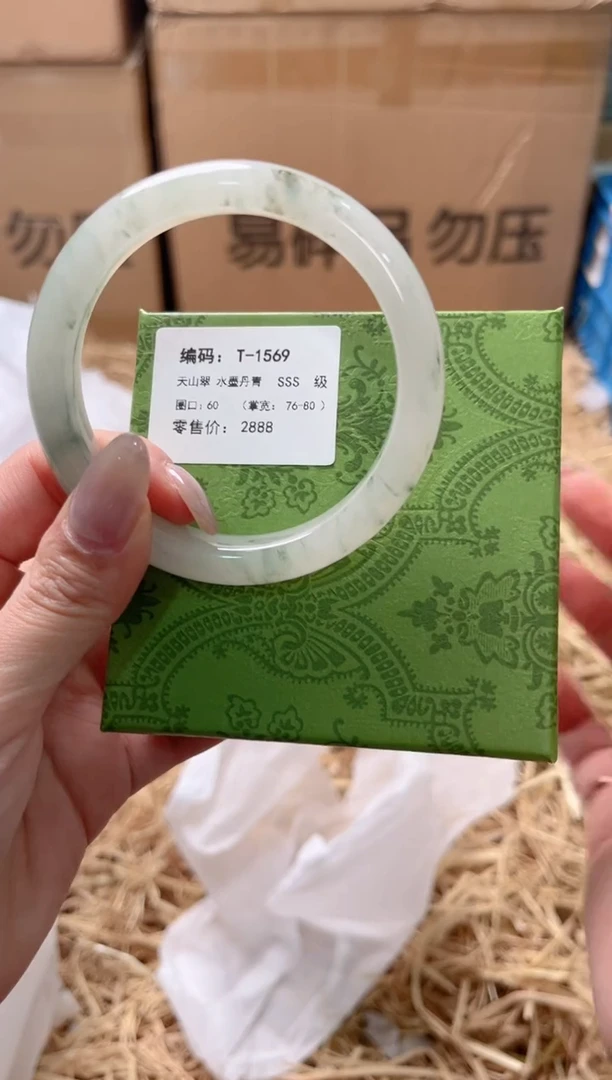 勿
易碎品 勿压
编码：T-1569
天山翠 水墨丹青 SSS 级
圈口：60 （掌宽：76-80）
零售价：2888